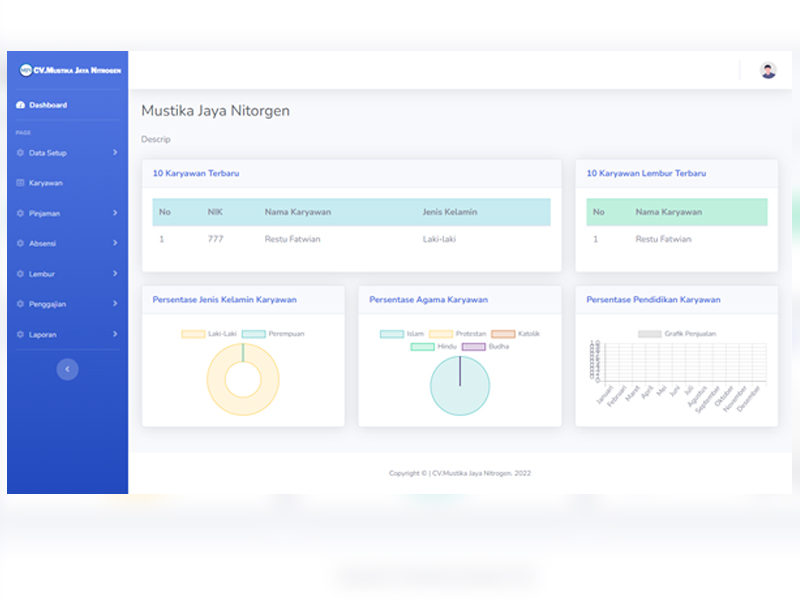 CV.Mustika Jaya Nitrogen
Dashboard
PAGE
Data Setup
Karyawan
Pinjaman
Absensi
Lembur
Penggajian
Laporan
Mustika Jaya Nitorgen
Descrip
10 Karyawan Terbaru
No NIK Nama Karyawan Jenis Kelamin
1 777 Restu Fatwian Laki-laki
10 Karyawan Lembur Terbaru
No Nama Karyawan
1 Restu Fatwian
Persentase Jenis Kelamin Karyawan
Laki-Laki Perempuan
Persentase Agama Karyawan
Islam Protestan Katolik
Hindu Budha
Persentase Pendidikan Karyawan
Grafik Penjualan
Januari Februari Maret April Mei Juni Juli Agustus September Oktober November Desember
Copyright © | CV.Mustika Jaya Nitrogen. 2022